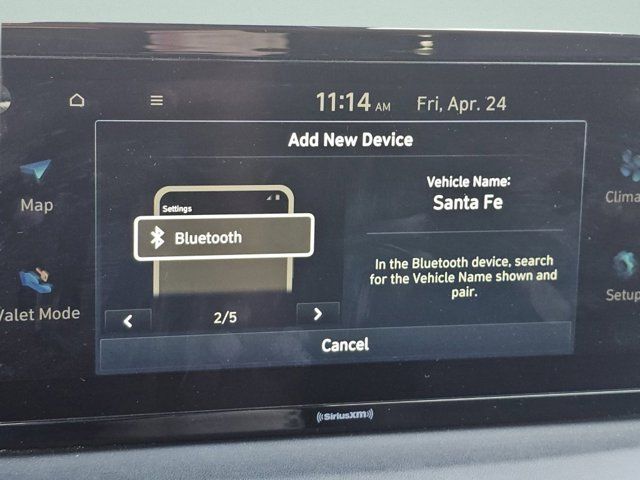 11:14 AM Fri, Apr. 24
Add New Device
Map
Valet Mode
Settings
Bluetooth
2/5
Vehicle Name:
Santa Fe
In the Bluetooth device, search
for the Vehicle Name shown and
pair.
Cancel
Clima
Setup
SiriusXM